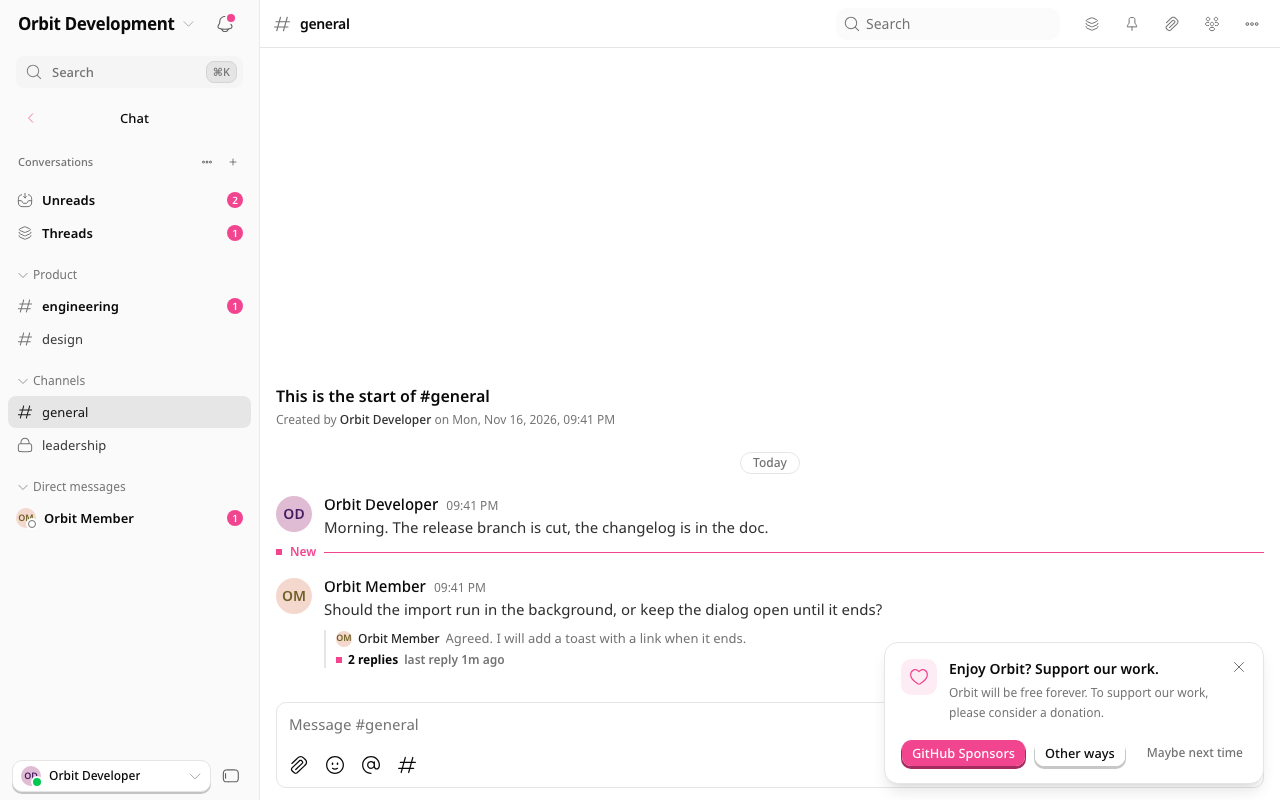 Orbit Development
Search
⌘K
Chat
Conversations
Unreads
2
Threads
1
Product
engineering
1
design
Channels
general
leadership
Direct messages
OM
Orbit Member
1
OD
Orbit Developer
general
Search
This is the start of #general
Created by Orbit Developer on Mon, Nov 16, 2026, 09:41 PM
Today
OD
Orbit Developer 09:41 PM
Morning. The release branch is cut, the changelog is in the doc.
New
OM
Orbit Member 09:41 PM
Should the import run in the background, or keep the dialog open until it ends?
OM Orbit Member Agreed. I will add a toast with a link when it ends.
2 replies last reply 1m ago
Message #general
Enjoy Orbit? Support our work.
Orbit will be free forever. To support our work,
please consider a donation.
GitHub Sponsors
Other ways
Maybe next time